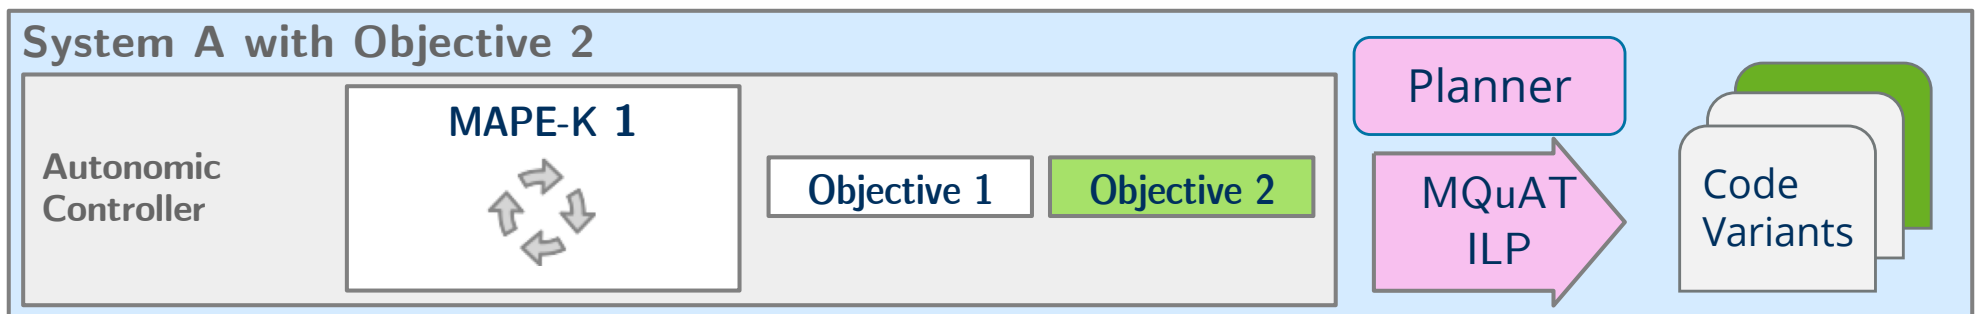 System A with Objective 2
Autonomic
Controller
MAPE-K 1
Objective 1
Objective 2
Planner
MQuAT
ILP
Code
Variants